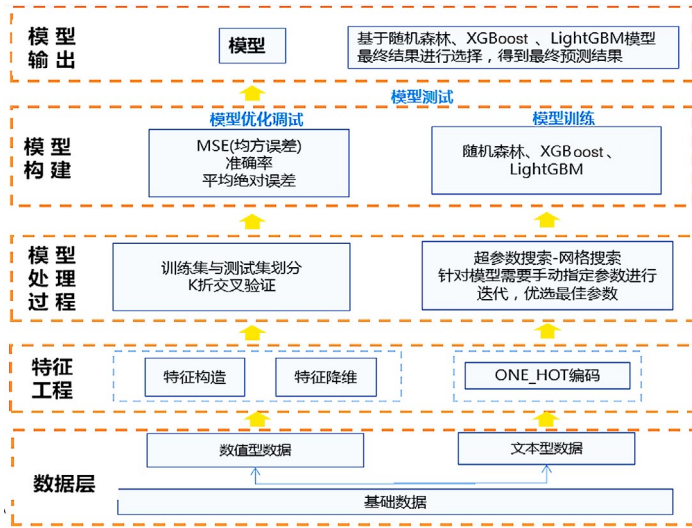 模型
输出
模型
基于随机森林、XGBoost 、LightGBM模型
最终结果进行选择，得到最终预测结果
模型测试
模型
构建
模型优化调试
MSE(均方误差)
准确率
平均绝对误差
模型训练
随机森林、XGBoost、
LightGBM
模型
处理
过程
训练集与测试集划分
K折交叉验证
超参数搜索-网格搜索
针对模型需要手动指定参数进行
迭代，优选最佳参数
特征
工程
特征构造
特征降维
ONE_HOT编码
数据层
数值型数据
文本型数据
基础数据